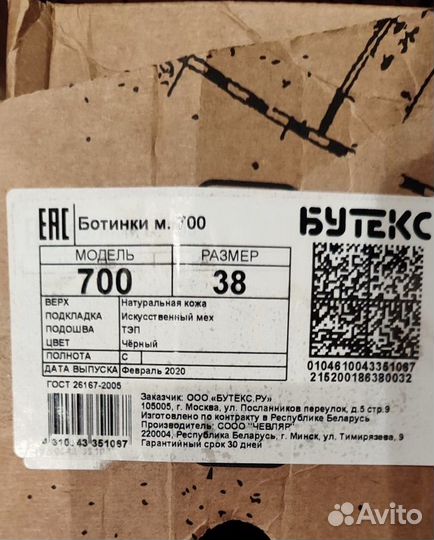 ЕАС Ботинки м. 700 БУТЕКС
МОДЕЛЬ РАЗМЕР
700 38
ВЕРХ Натуральная кожа
ПОДКЛАДКА Искусственный мех
ПОДОШВА ТЭП
ЦВЕТ Чёрный
ПОЛНОТА С
ДАТА ВЫПУСКА Февраль 2020
0104610043351067
215200186380032
ГОСТ 26167-2005
Заказчик: ООО «БУТЕКС.РУ»
105005, г. Москва, ул. Посланников переулок, д.5 стр.9
Изготовлено по контракту в Республике Беларусь
Производитель: СООО "ЧЕВЛЯР"
220004, Республика Беларусь, г. Минск, ул. Тимирязева, 9
Гарантийный срок 30 дней
351067
Avito